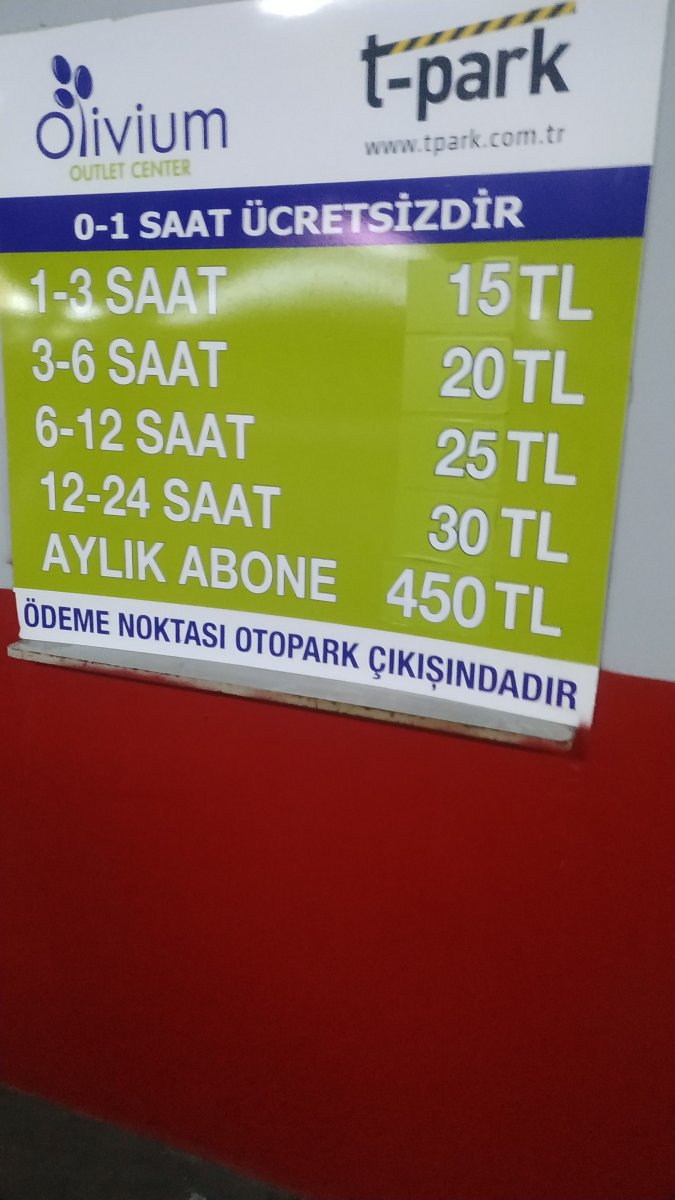 Olivium
OUTLET CENTER
t-park
www.tpark.com.tr
0-1 SAAT ÜCRETSİZDİR
1-3 SAAT 15 TL
3-6 SAAT 20 TL
6-12 SAAT 25 TL
12-24 SAAT 30 TL
AYLIK ABONE 450 TL
ÖDEME NOKTASI OTOPARK ÇIKIŞINDADIR